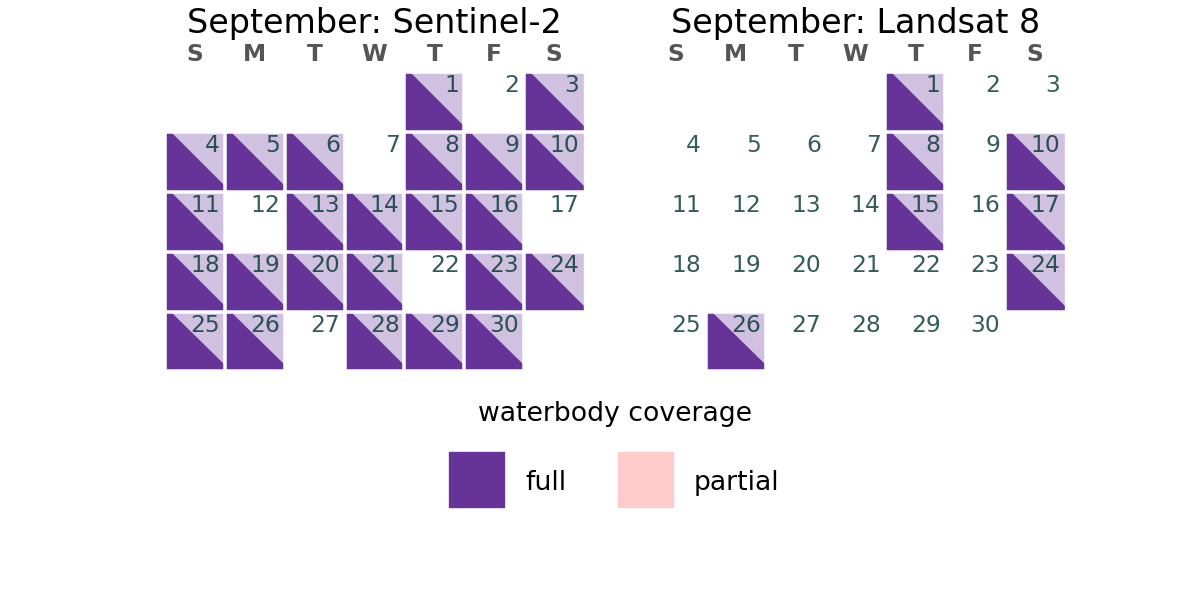 September: Sentinel-2
S M T W T F S
1 2 3
4 5 6 7 8 9 10
11 12 13 14 15 16 17
18 19 20 21 22 23 24
25 26 27 28 29 30
September: Landsat 8
S M T W T F S
1 2 3
4 5 6 7 8 9 10
11 12 13 14 15 16 17
18 19 20 21 22 23 24
25 26 27 28 29 30
waterbody coverage
full partial